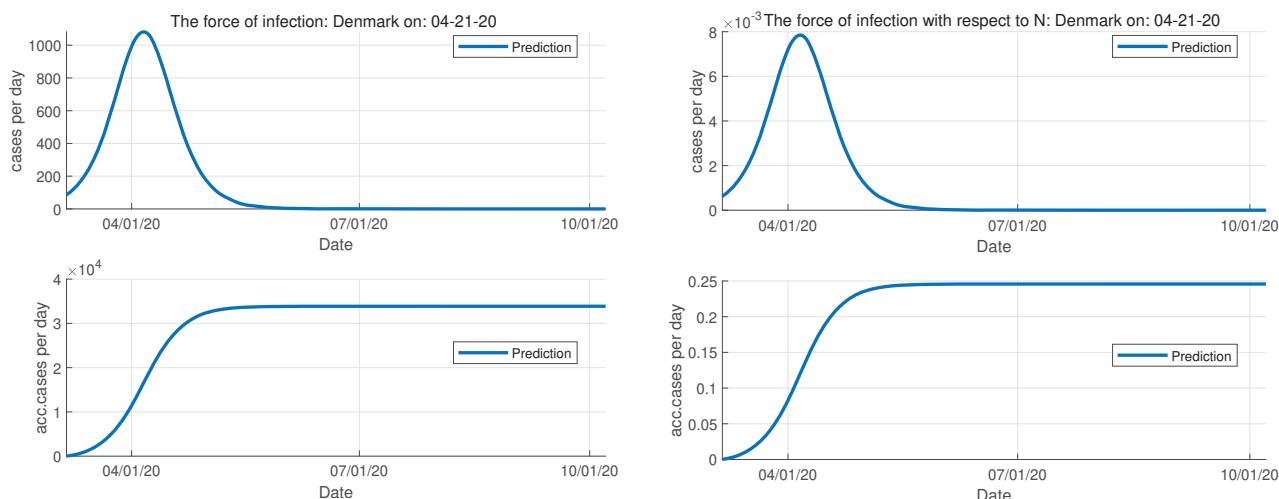 The force of infection: Denmark on: 04-21-20
1000
800
600
400
200
0
cases per day
Prediction
04/01/20
07/01/20
10/01/20
Date
×10-3
The force of infection with respect to N: Denmark on: 04-21-20
8
6
4
2
0
cases per day
Prediction
04/01/20
07/01/20
10/01/20
Date
×10^4
4
3
2
1
0
acc.cases per day
Prediction
04/01/20
07/01/20
10/01/20
Date
0.25
0.2
0.15
0.1
0.05
0
acc.cases per day
Prediction
04/01/20
07/01/20
10/01/20
Date